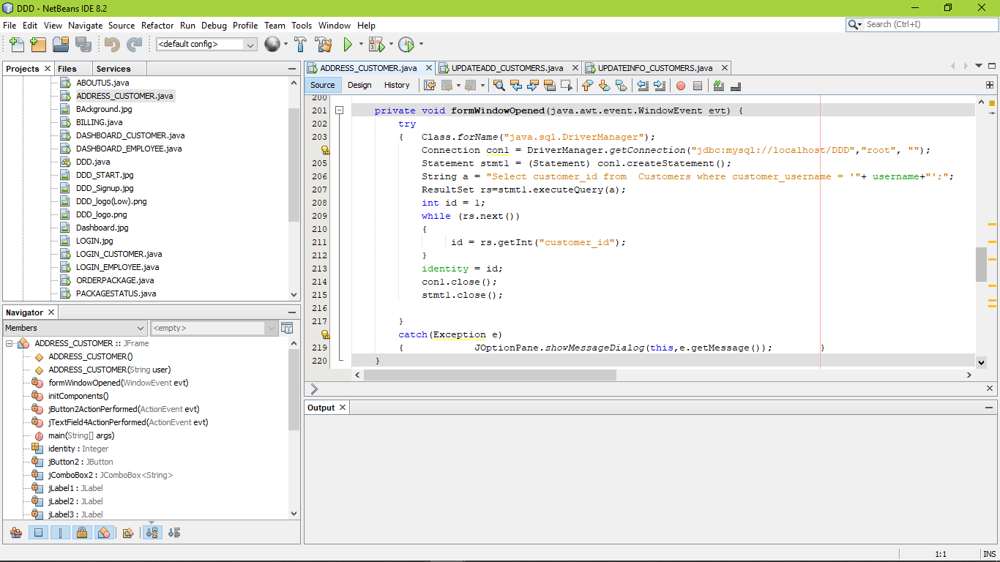 DDD - NetBeans IDE 8.2
File Edit View Navigate Source Refactor Run Debug Profile Team Tools Window Help
Search (Ctrl+I)
<default config>
Projects Files Services
ABOUTUS.java
ADDRESS_CUSTOMER.java
BAckground.jpg
BILLING.java
DASHBOARD_CUSTOMER.java
DASHBOARD_EMPLOYEE.java
DDD.java
DDD_START.jpg
DDD_Signup.jpg
DDD_logo(Low).png
DDD_logo.png
Dashboard.jpg
LOGIN.jpg
LOGIN_CUSTOMER.java
LOGIN_EMPLOYEE.java
ORDERPACKAGE.java
PACKAGESTATUS.java
Navigator
Members <empty>
ADDRESS_CUSTOMER :: JFrame
ADDRESS_CUSTOMER()
ADDRESS_CUSTOMER(String user)
formWindowOpened(WindowEvent evt)
initComponents()
jButton2ActionPerformed(ActionEvent evt)
jTextField4ActionPerformed(ActionEvent evt)
main(String[] args)
identity : Integer
jButton2 : JButton
jComboBox2 : JComboBox<String>
jLabel1 : JLabel
jLabel2 : JLabel
jLabel3 : JLabel
ADDRESS_CUSTOMER.java UPDATEADD_CUSTOMERS.java UPDATEINFO_CUSTOMERS.java
Source Design History
200
201 private void formWindowOpened(java.awt.event.WindowEvent evt) {
202 try
203 { Class.forName("java.sql.DriverManager");
Connection con1 = DriverManager.getConnection("jdbc:mysql://localhost/DDD","root", "");
205 Statement stmt1 = (Statement) con1.createStatement();
206 String a = "Select customer_id from  Customers where customer_username = '"+ username+"';";
207 ResultSet rs=stmt1.executeQuery(a);
208 int id = 1;
209 while (rs.next())
210 {
211 id = rs.getInt("customer_id");
212 }
213 identity = id;
214 con1.close();
215 stmt1.close();
216
217 }
catch(Exception e)
219 { JOptionPane.showMessageDialog(this,e.getMessage()); }
220 }
Output
1:1 INS